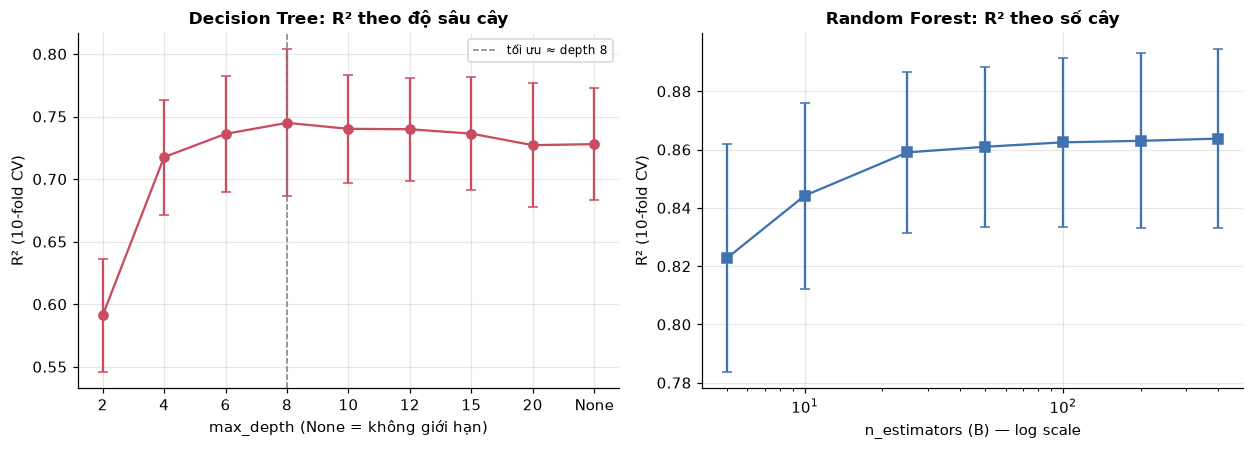 Decision Tree: R² theo độ sâu cây
tối ưu ≈ depth 8
R² (10-fold CV)
0.80
0.75
0.70
0.65
0.60
0.55
2 4 6 8 10 12 15 20 None
max_depth (None = không giới hạn)
Random Forest: R² theo số cây
R² (10-fold CV)
0.88
0.86
0.84
0.82
0.80
0.78
10¹ 10²
n_estimators (B) — log scale